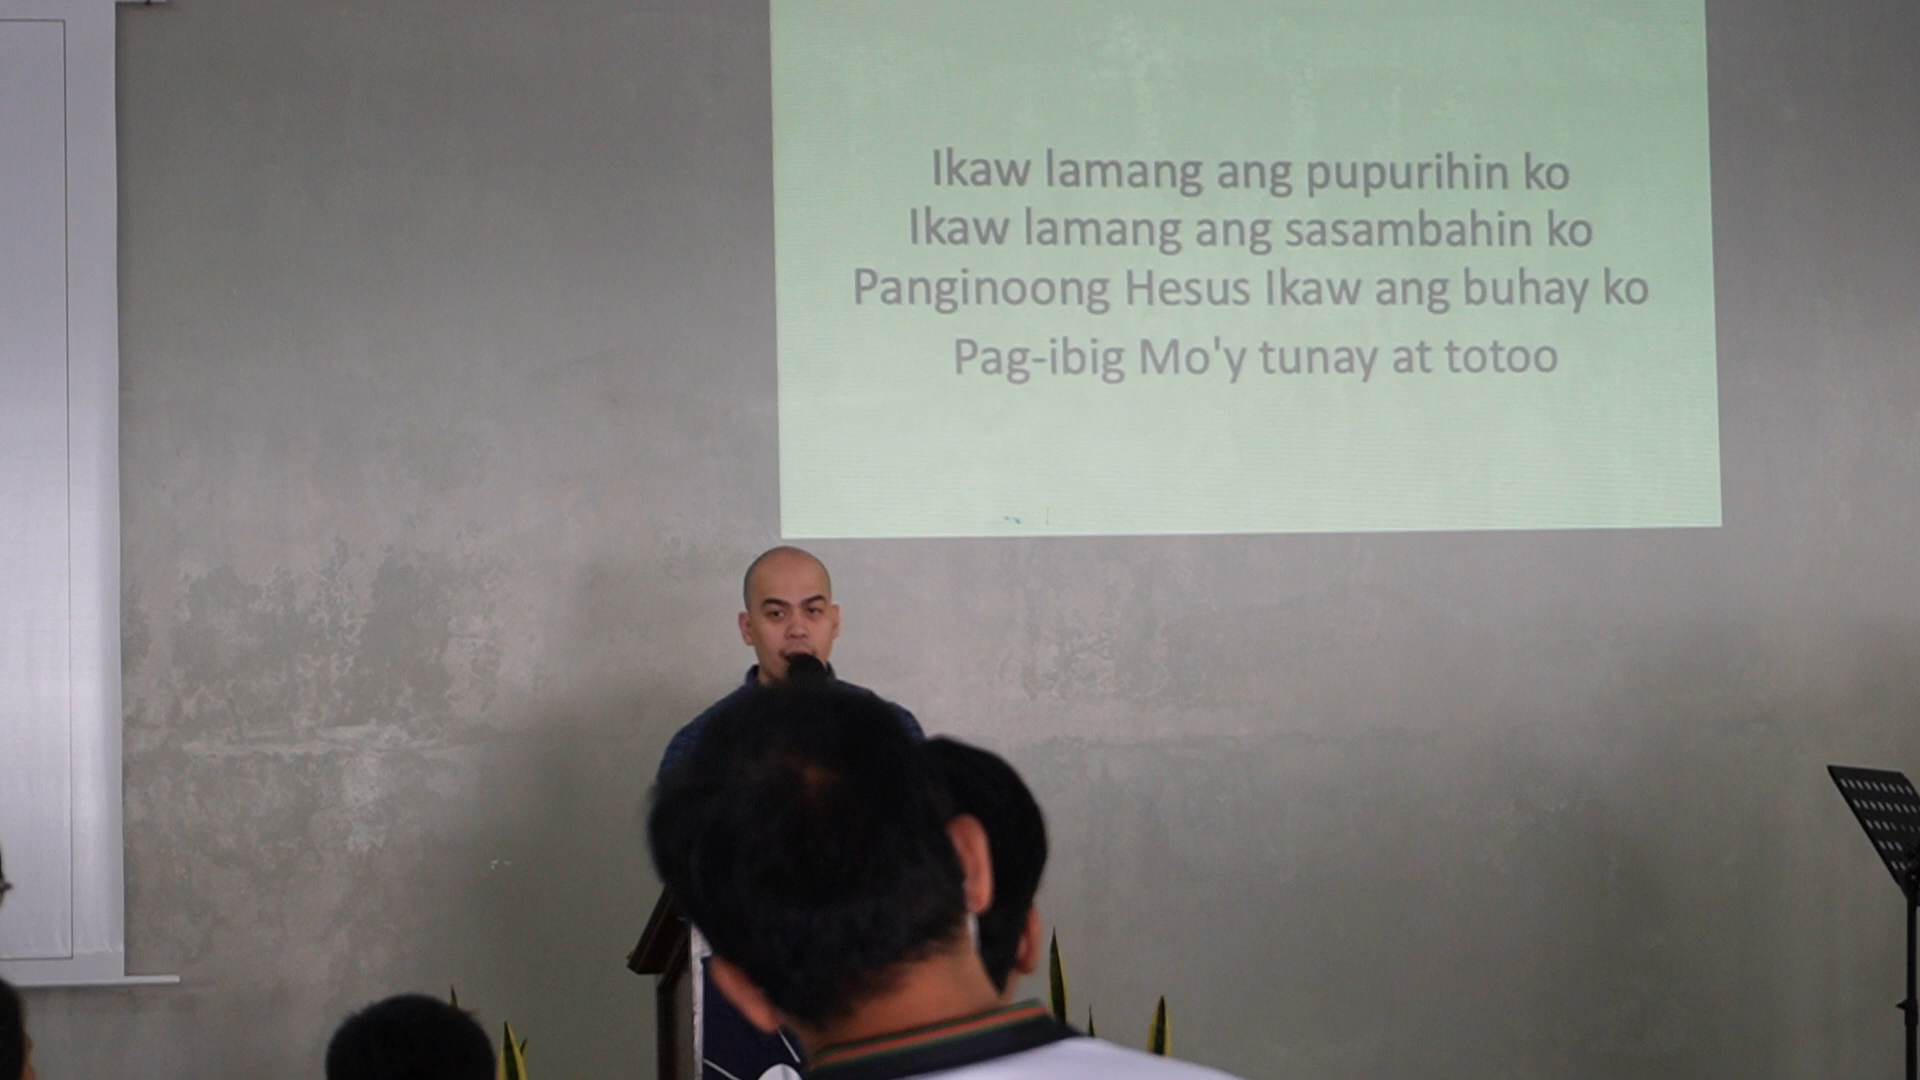 Ikaw lamang ang pupurihin ko
Ikaw lamang ang sasambahin ko
Panginoong Hesus Ikaw ang buhay ko
Pag-ibig Mo'y tunay at totoo